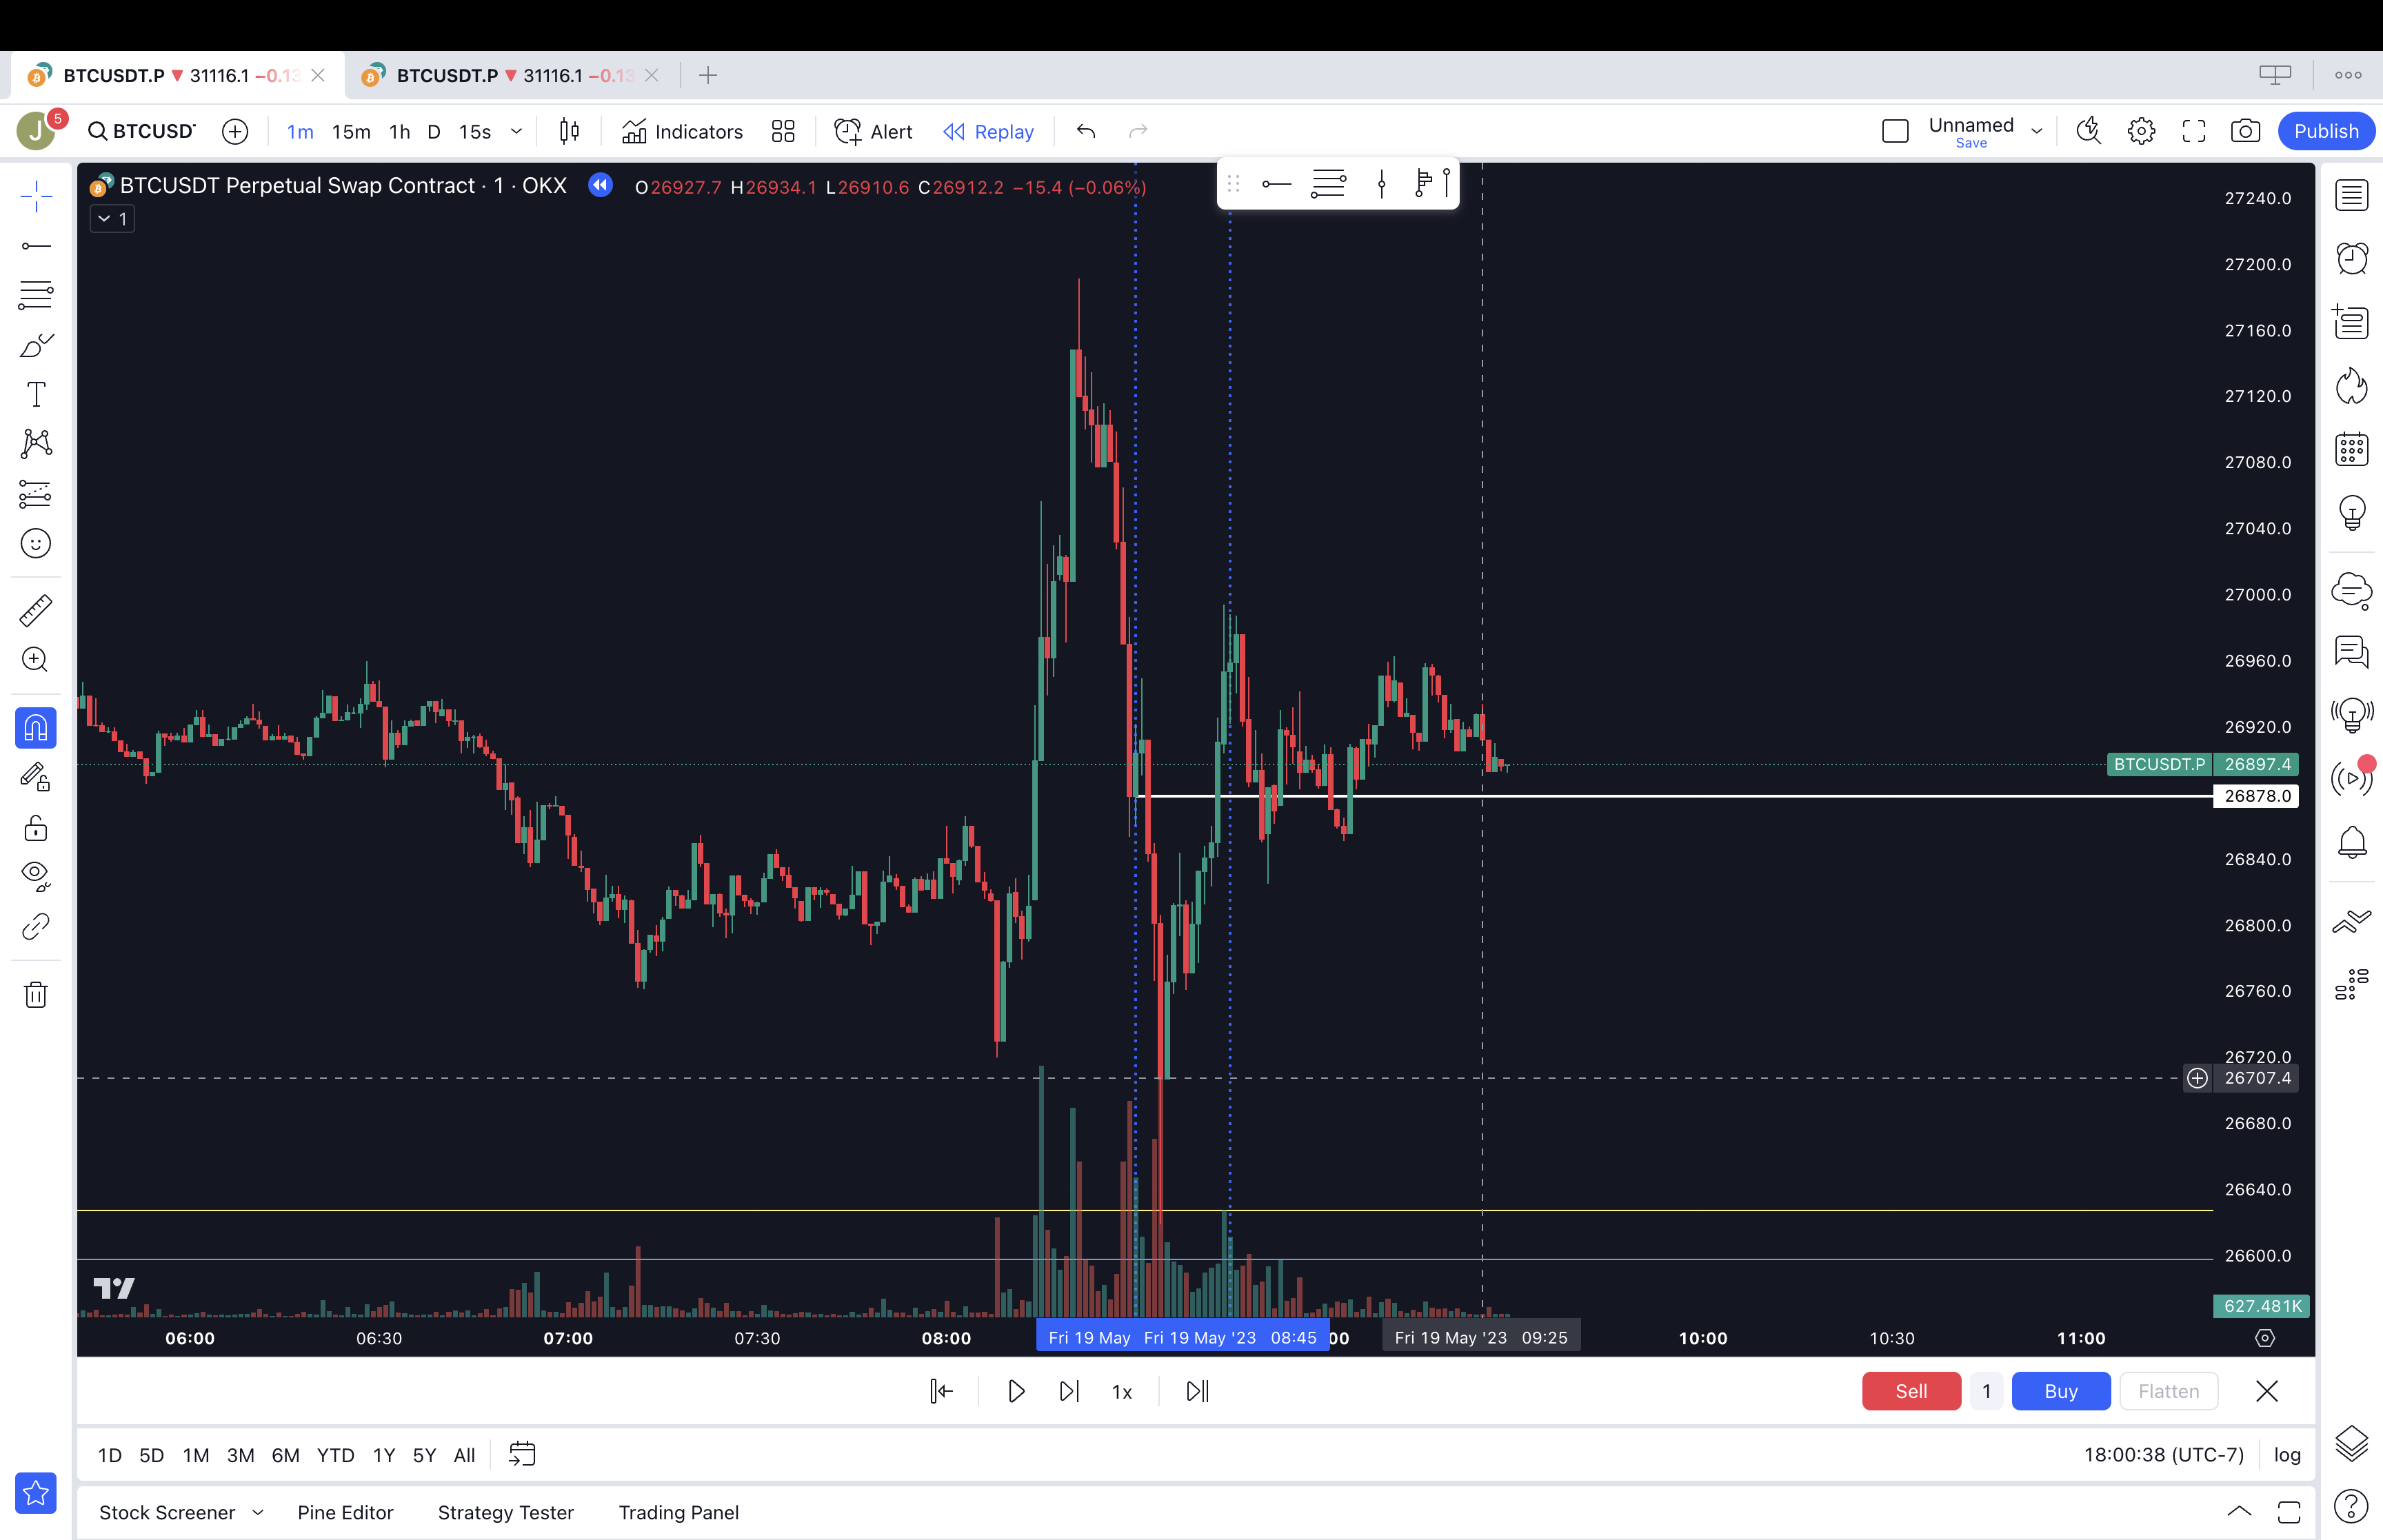 BTCUSDT.P 31116.1 −0.13 BTCUSDT.P 31116.1 −0.13
J 5 BTCUSD 1m 15m 1h D 15s Indicators Alert Replay Unnamed Save Publish
BTCUSDT Perpetual Swap Contract · 1 · OKX O26927.7 H26934.1 L26910.6 C26912.2 −15.4 (−0.06%)
1
27240.0
27200.0
27160.0
27120.0
27080.0
27040.0
27000.0
26960.0
26920.0
BTCUSDT.P 26897.4
26878.0
26840.0
26800.0
26760.0
26720.0
26707.4
26680.0
26640.0
26600.0
627.481K
06:00 06:30 07:00 07:30 08:00 Fri 19 May Fri 19 May '23 08:45 00 Fri 19 May '23 09:25 10:00 10:30 11:00
1x Sell 1 Buy Flatten
1D 5D 1M 3M 6M YTD 1Y 5Y All 18:00:38 (UTC-7) log
Stock Screener Pine Editor Strategy Tester Trading Panel